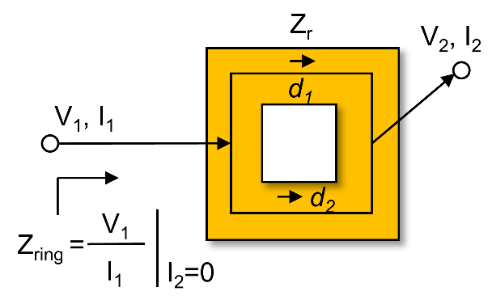 Zr
V2, I2
V1, I1
d1
d2
Zring = V1 / I1 | I2=0